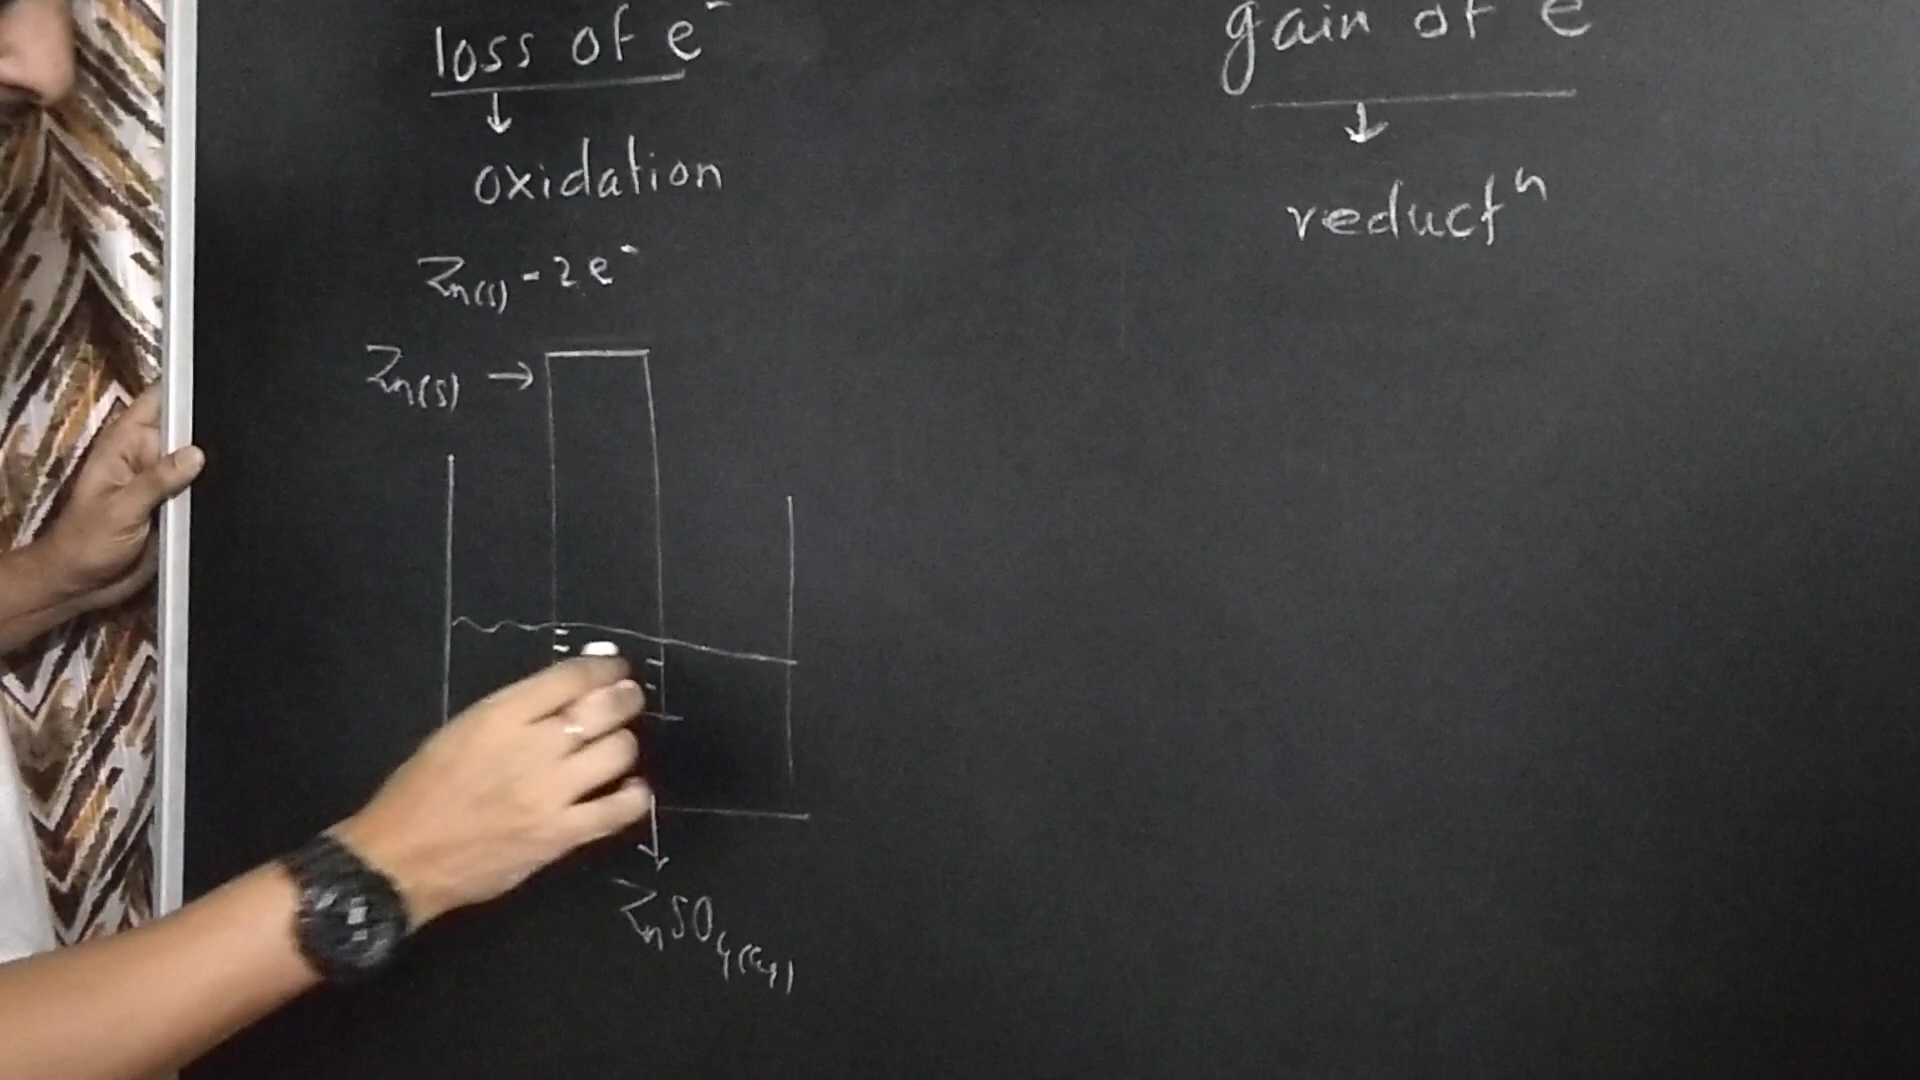 loss of e⁻
gain of e
↓
↓
oxidation
reductⁿ
Zn(s) - 2e⁻
Zn(s) →
↓
ZnSO₄(aq)